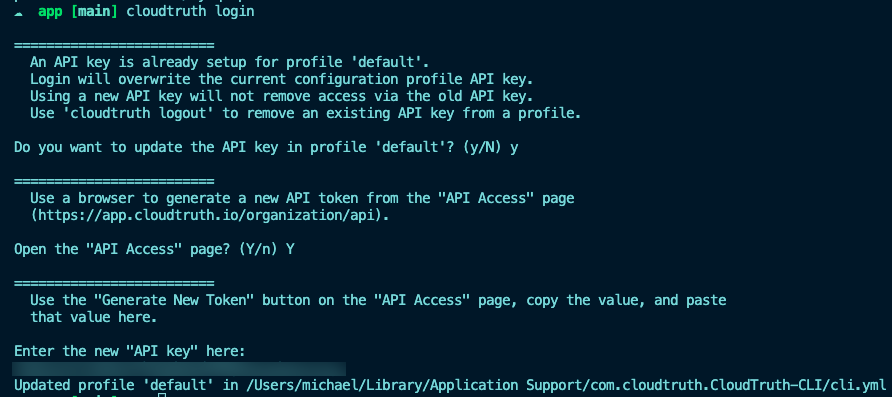 app [main] cloudtruth login
=========================
An API key is already setup for profile 'default'.
Login will overwrite the current configuration profile API key.
Using a new API key will not remove access via the old API key.
Use 'cloudtruth logout' to remove an existing API key from a profile.
Do you want to update the API key in profile 'default'? (y/N) y
=========================
Use a browser to generate a new API token from the "API Access" page
(https://app.cloudtruth.io/organization/api).
Open the "API Access" page? (Y/n) Y
=========================
Use the "Generate New Token" button on the "API Access" page, copy the value, and paste
that value here.
Enter the new "API key" here:
Updated profile 'default' in /Users/michael/Library/Application Support/com.cloudtruth.CloudTruth-CLI/cli.yml